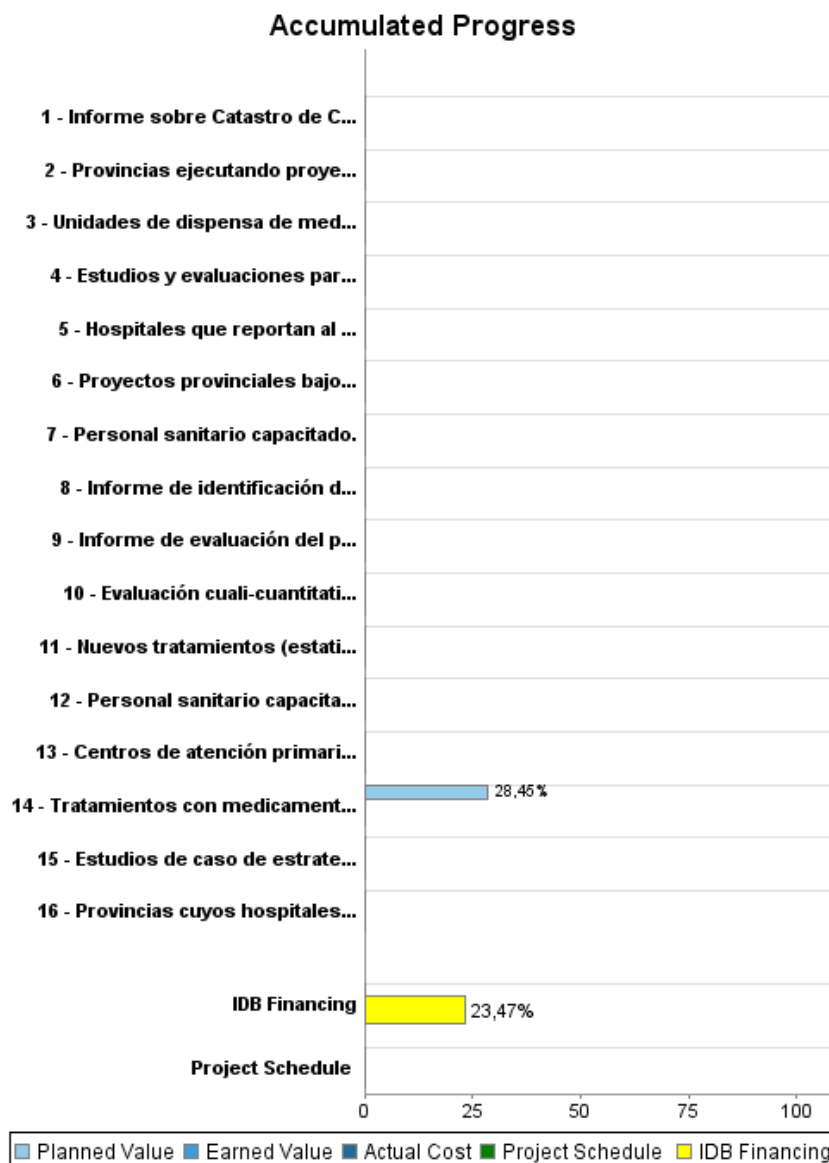 Accumulated Progress
1 - Informe sobre Catastro de C...
2 - Provincias ejecutando proye...
3 - Unidades de dispensa de med...
4 - Estudios y evaluaciones par...
5 - Hospitales que reportan al ...
6 - Proyectos provinciales bajo...
7 - Personal sanitario capacitado.
8 - Informe de identificación d...
9 - Informe de evaluación del p...
10 - Evaluación cuali-cuantitati...
11 - Nuevos tratamientos (estati...
12 - Personal sanitario capacita...
13 - Centros de atención primari...
14 - Tratamientos con medicament... 28,45%
15 - Estudios de caso de estrate...
16 - Provincias cuyos hospitales...
IDB Financing 23,47%
Project Schedule
0 25 50 75 100
Planned Value Earned Value Actual Cost Project Schedule IDB Financing